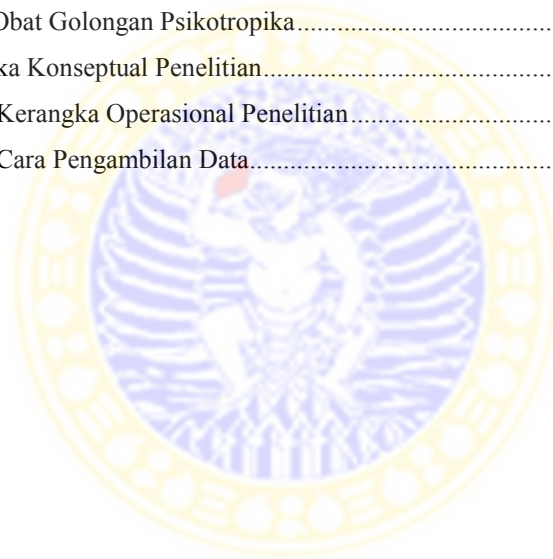 Obat Golongan Psikotropika....................................................
ka Konseptual Penelitian..........................................................
Kerangka Operasional Penelitian.........................................
Cara Pengambilan Data...........................................................